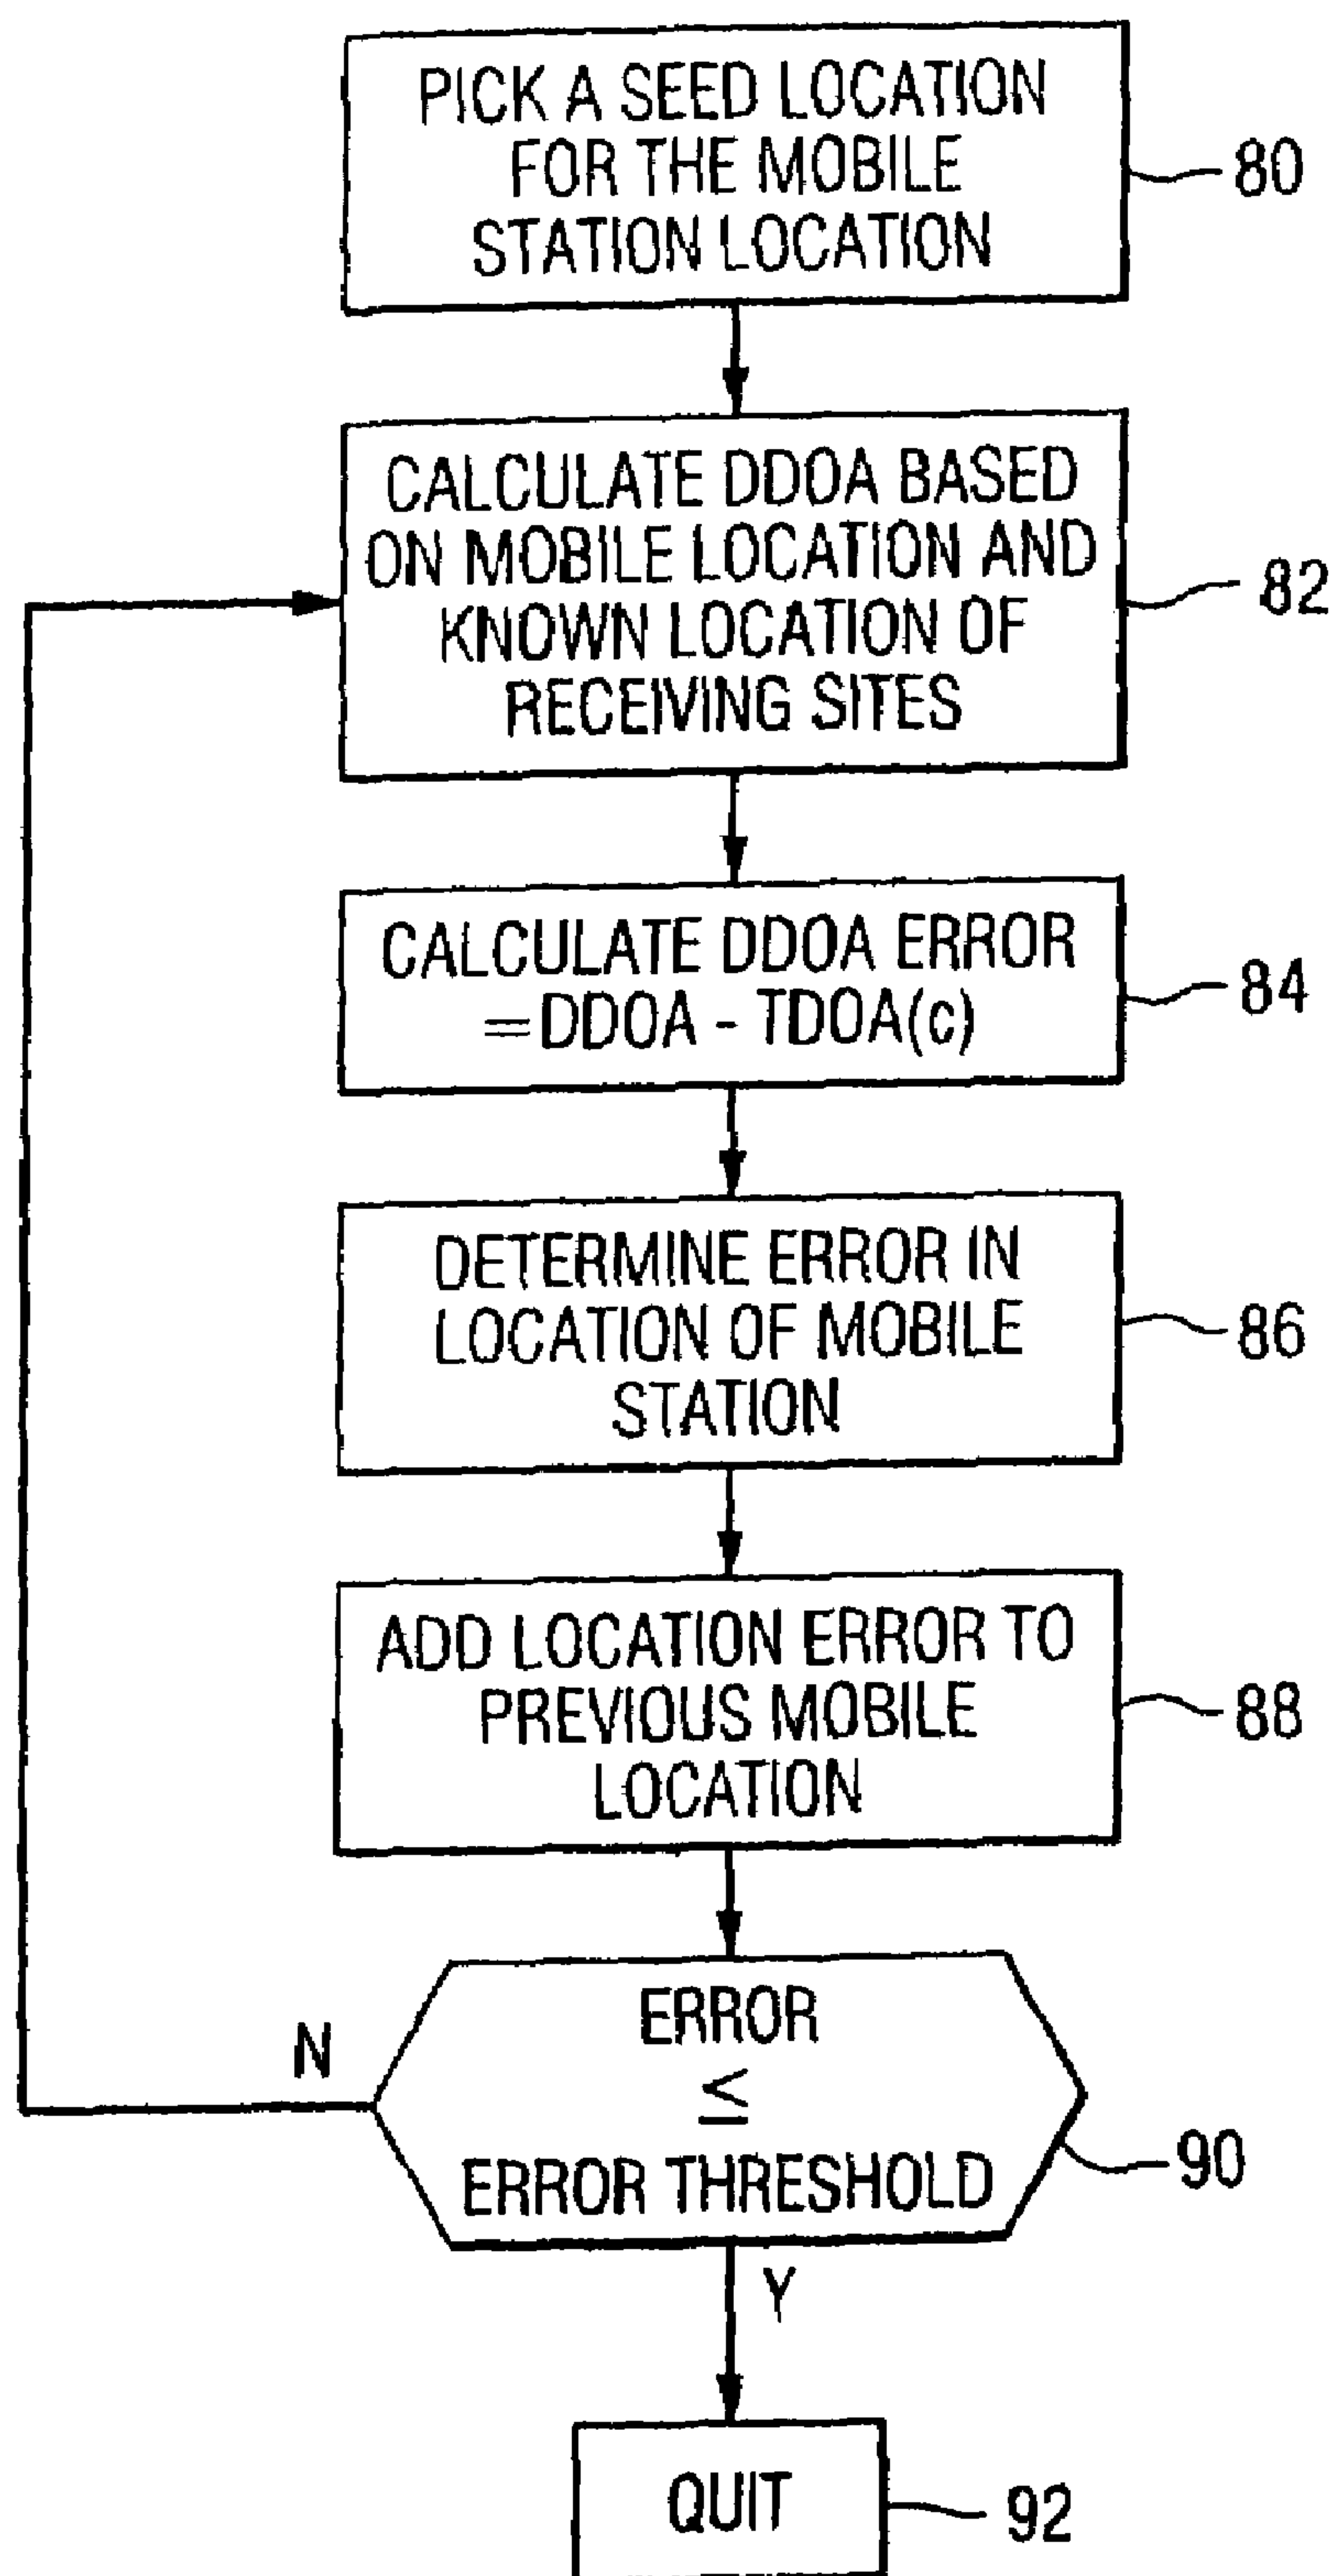 PICK A SEED LOCATION
FOR THE MOBILE
STATION LOCATION
80
CALCULATE DDOA BASED
ON MOBILE LOCATION AND
KNOWN LOCATION OF
RECEIVING SITES
82
CALCULATE DDOA ERROR
=DDOA - TDOA(c)
84
DETERMINE ERROR IN
LOCATION OF MOBILE
STATION
86
ADD LOCATION ERROR TO
PREVIOUS MOBILE
LOCATION
88
ERROR
≤
ERROR THRESHOLD
90
N
Y
QUIT
92